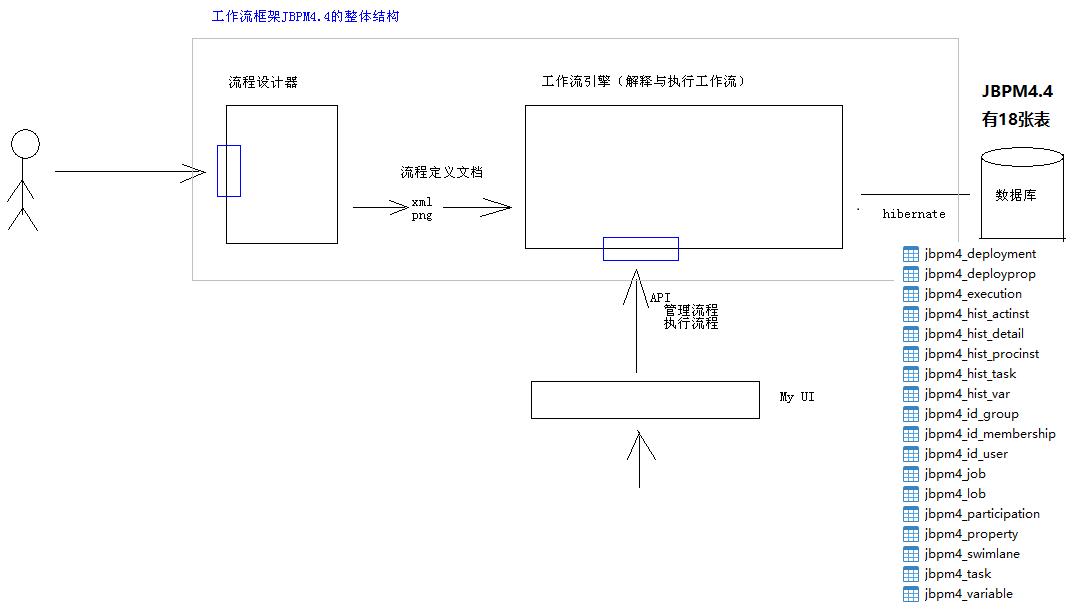 工作流框架JBPM4.4的整体结构
流程设计器
工作流引擎（解释与执行工作流）
JBPM4.4
有18张表
流程定义文档
xml
png
数据库
hibernate
API
管理流程
执行流程
My UI
jbpm4_deployment
jbpm4_deployprop
jbpm4_execution
jbpm4_hist_actinst
jbpm4_hist_detail
jbpm4_hist_procinst
jbpm4_hist_task
jbpm4_hist_var
jbpm4_id_group
jbpm4_id_membership
jbpm4_id_user
jbpm4_job
jbpm4_lob
jbpm4_participation
jbpm4_property
jbpm4_swimlane
jbpm4_task
jbpm4_variable